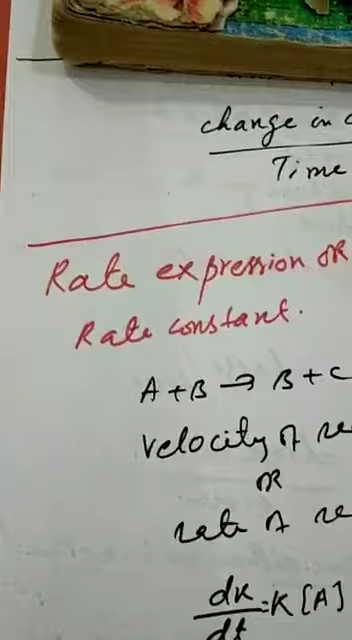 change in
Time
Rate expression OR
Rate constant.
A + B → B + C
velocity of
OR
rate of
dx/dt = K [A]